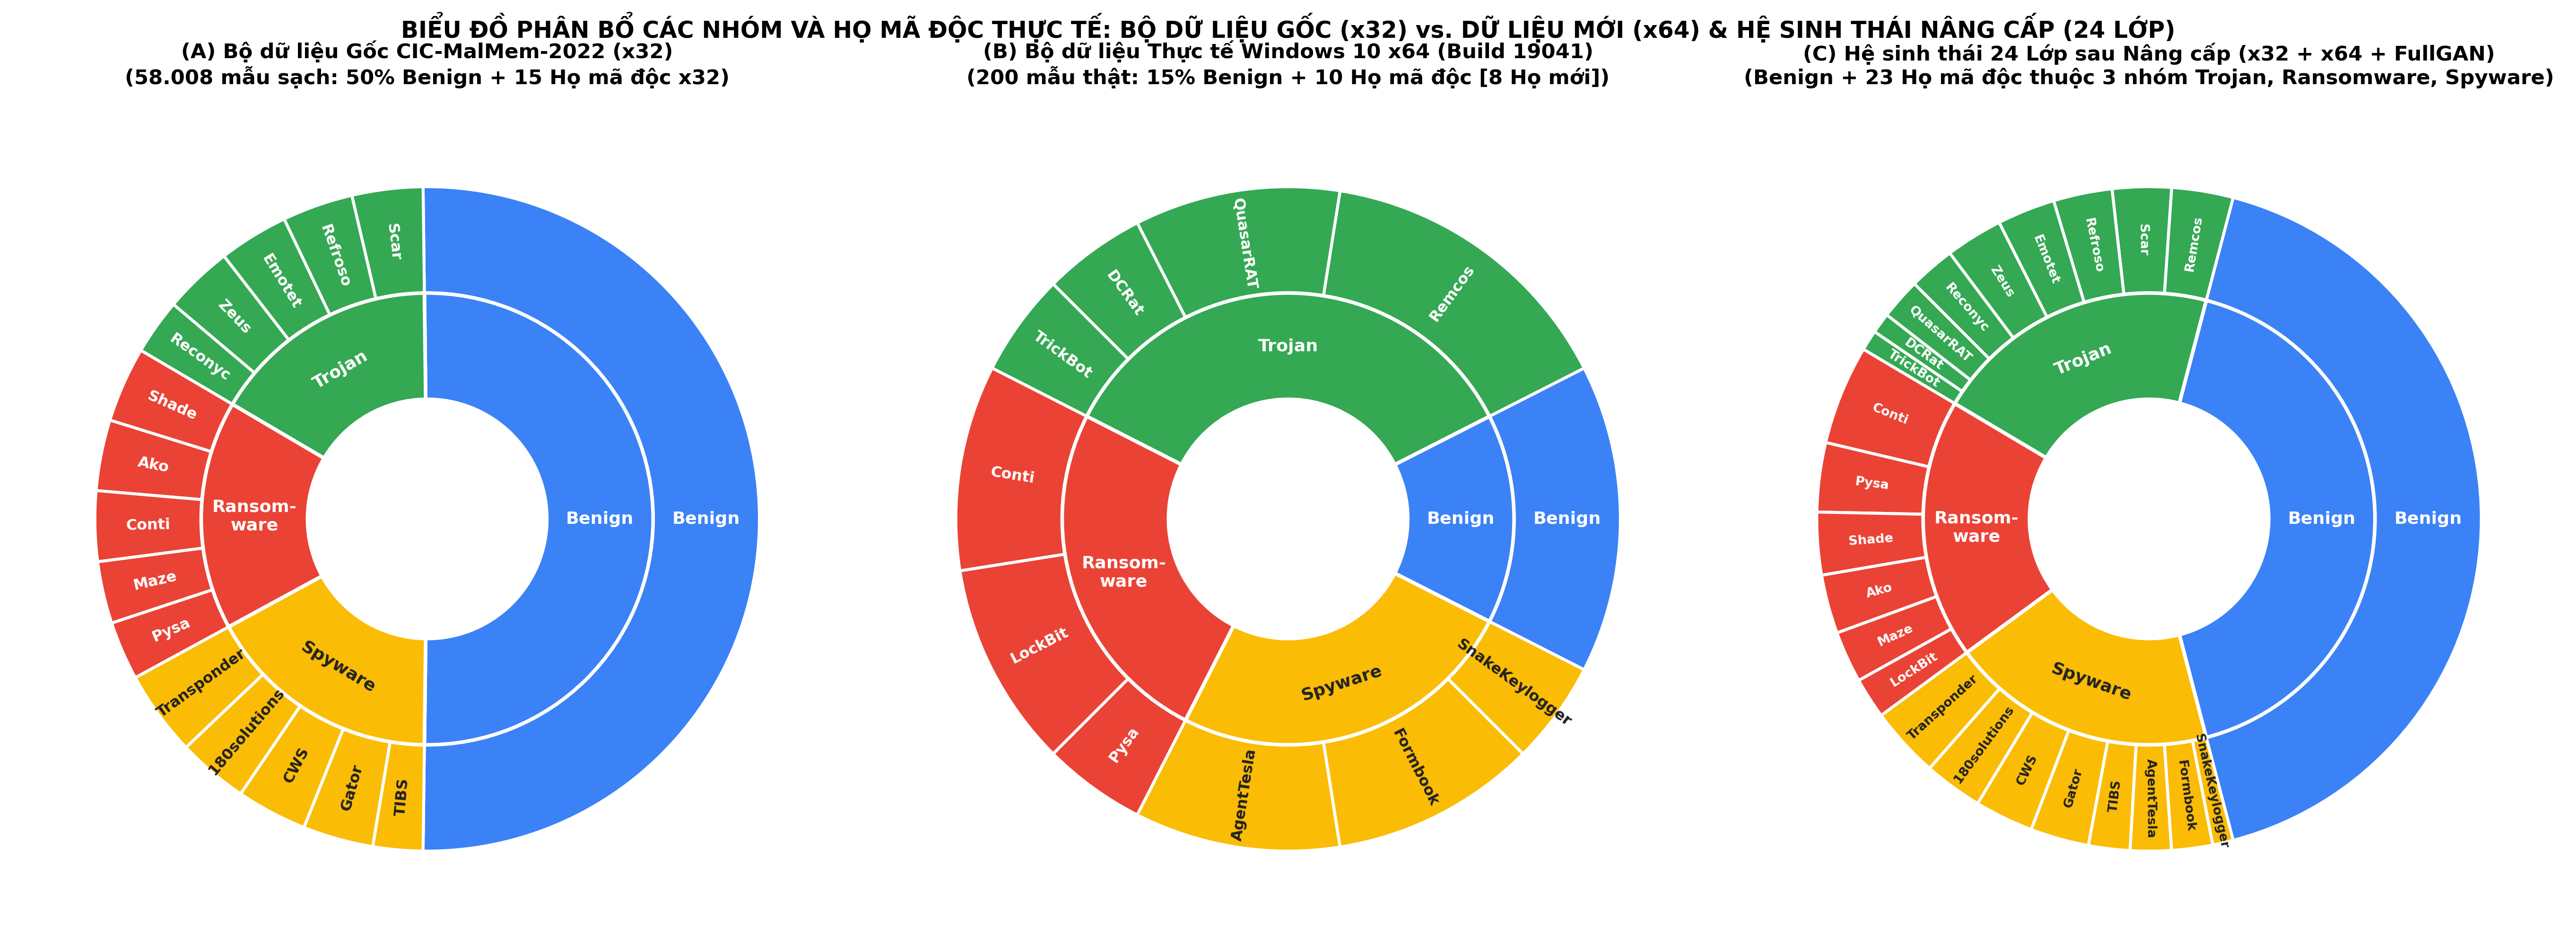 BIỂU ĐỒ PHÂN BỔ CÁC NHÓM VÀ HỌ MÃ ĐỘC THỰC TẾ: BỘ DỮ LIỆU GỐC (x32) vs. DỮ LIỆU MỚI (x64) & HỆ SINH THÁI NÂNG CẤP (24 LỚP)
(A) Bộ dữ liệu Gốc CIC-MalMem-2022 (x32)
(58.008 mẫu sạch: 50% Benign + 15 Họ mã độc x32)
Scar
Refroso
Emotet
Zeus
Reconyc
Trojan
Shade
Ako
Conti
Maze
Pysa
Ransom-
ware
Transponder
180solutions
CWS
Gator
TIBS
Spyware
Benign
Benign
(B) Bộ dữ liệu Thực tế Windows 10 x64 (Build 19041)
(200 mẫu thật: 15% Benign + 10 Họ mã độc [8 Họ mới])
Remcos
QuasarRAT
DCRat
TrickBot
Trojan
Conti
LockBit
Pysa
Ransom-
ware
AgentTesla
Formbook
SnakeKeylogger
Spyware
Benign
Benign
(C) Hệ sinh thái 24 Lớp sau Nâng cấp (x32 + x64 + FullGAN)
(Benign + 23 Họ mã độc thuộc 3 nhóm Trojan, Ransomware, Spyware)
Remcos
Scar
Refroso
Emotet
Zeus
Reconyc
QuasarRAT
DCRat
TrickBot
Trojan
Conti
Pysa
Shade
Ako
Maze
LockBit
Ransom-
ware
Transponder
180solutions
CWS
Gator
TIBS
AgentTesla
Formbook
SnakeKeylogger
Spyware
Benign
Benign